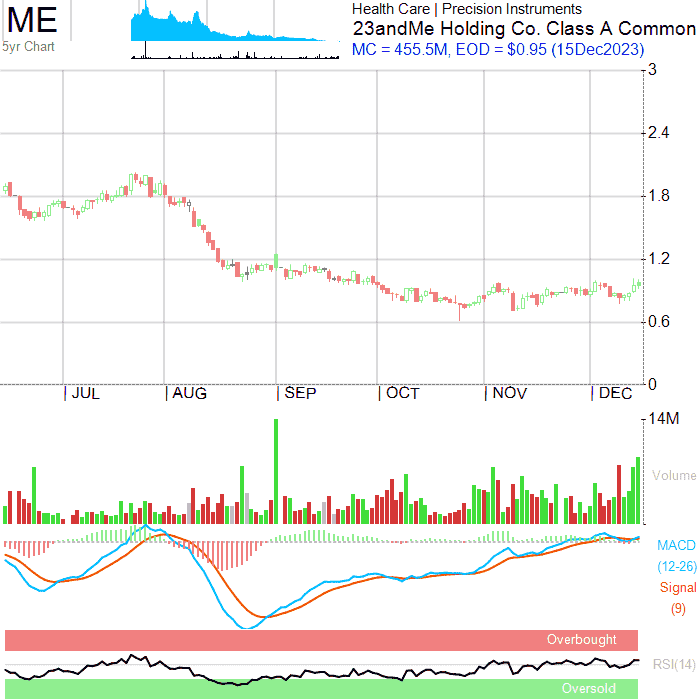 ME
5yr Chart
Health Care | Precision Instruments
23andMe Holding Co. Class A Common
MC = 455.5M, EOD = $0.95 (15Dec2023)
3
2.4
1.8
1.2
0.6
0
JUL AUG SEP OCT NOV DEC
14M
Volume
MACD
(12-26)
Signal
(9)
Overbought
RSI(14)
Oversold